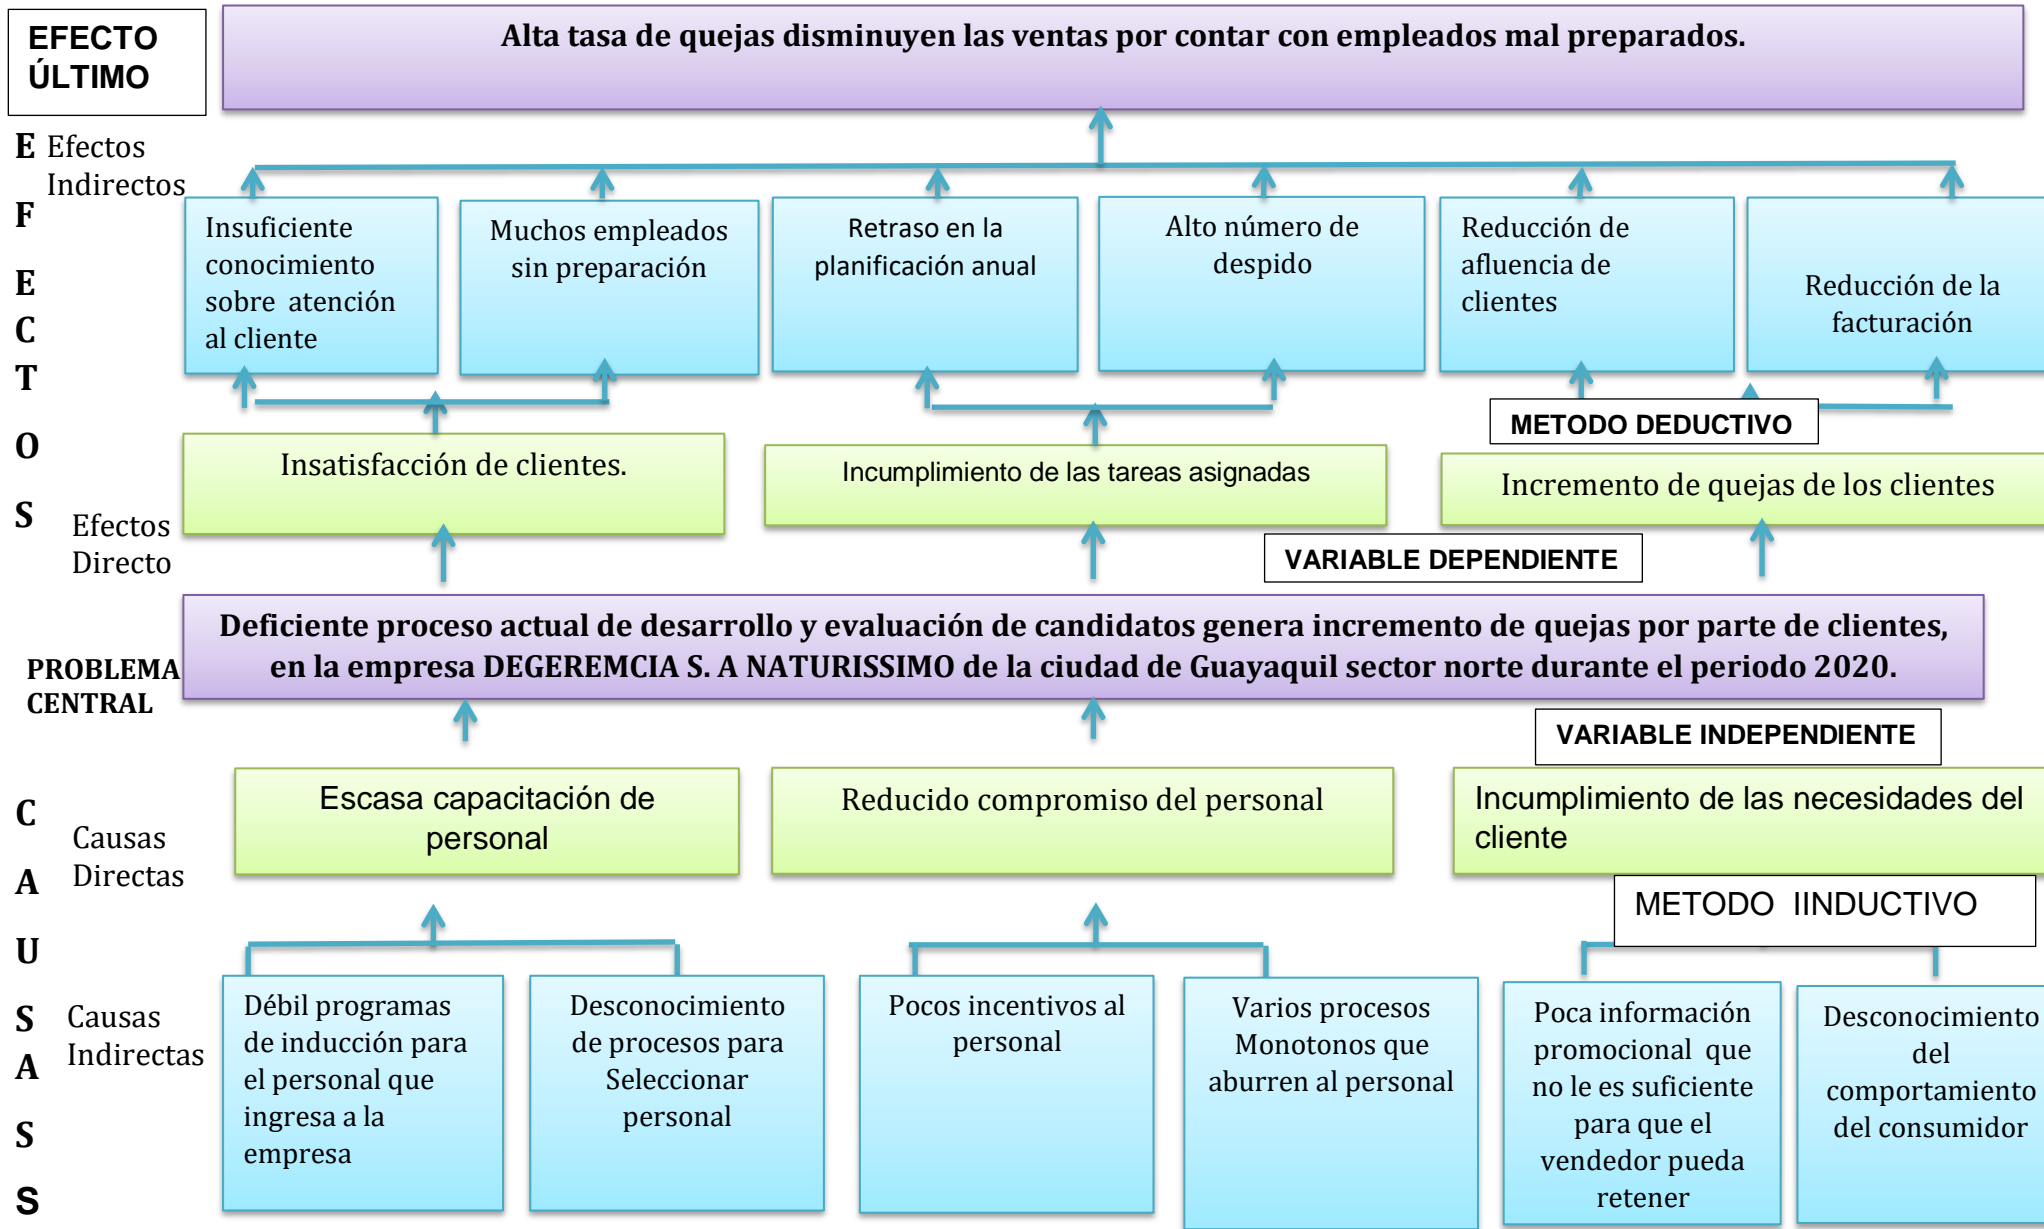 EFECTO
ÚLTIMO
Alta tasa de quejas disminuyen las ventas por contar con empleados mal preparados.
E
F
E
C
T
O
S
Efectos
Indirectos
Insuficiente
conocimiento
sobre atención
al cliente
Muchos empleados
sin preparación
Retraso en la
planificación anual
Alto número de
despido
Reducción de
afluencia de
clientes
Reducción de la
facturación
METODO DEDUCTIVO
Efectos
Directo
Insatisfacción de clientes.
Incumplimiento de las tareas asignadas
Incremento de quejas de los clientes
VARIABLE DEPENDIENTE
PROBLEMA
CENTRAL
Deficiente proceso actual de desarrollo y evaluación de candidatos genera incremento de quejas por parte de clientes,
en la empresa DEGEREMCIA S. A NATURISSIMO de la ciudad de Guayaquil sector norte durante el periodo 2020.
VARIABLE INDEPENDIENTE
C
A
U
S
A
S
S
Causas
Directas
Escasa capacitación de
personal
Reducido compromiso del personal
Incumplimiento de las necesidades del
cliente
METODO IINDUCTIVO
Causas
Indirectas
Débil programas
de inducción para
el personal que
ingresa a la
empresa
Desconocimiento
de procesos para
Seleccionar
personal
Pocos incentivos al
personal
Varios procesos
Monotonos que
aburren al personal
Poca información
promocional que
no le es suficiente
para que el
vendedor pueda
retener
Desconocimiento
del
comportamiento
del consumidor